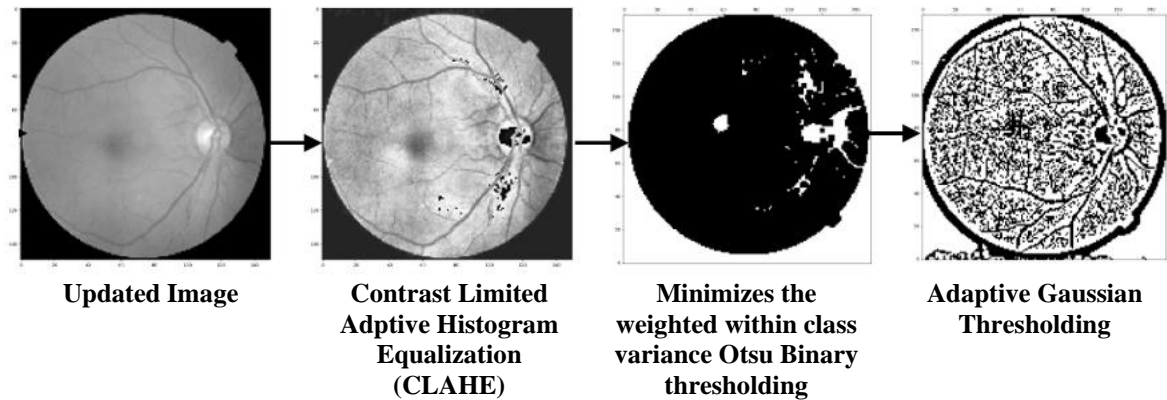 Updated Image
Contrast Limited
Adptive Histogram
Equalization
(CLAHE)
Minimizes the
weighted within class
variance Otsu Binary
thresholding
Adaptive Gaussian
Thresholding